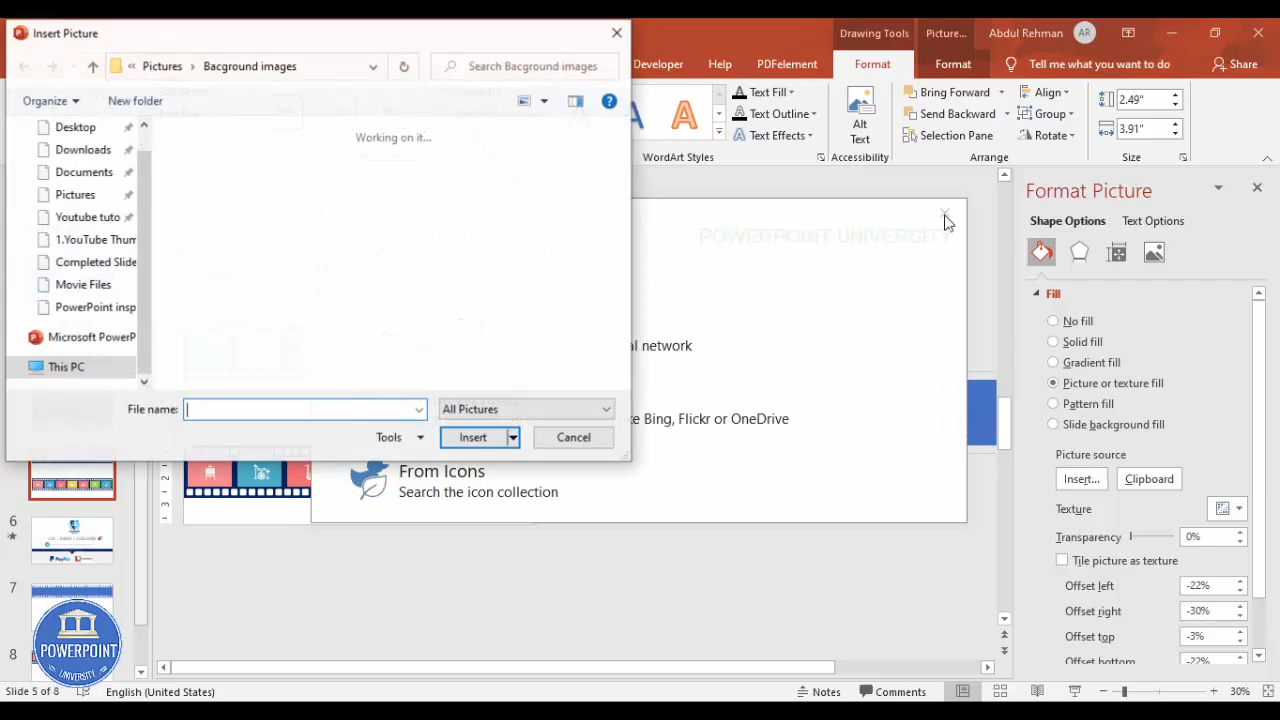 Insert Picture
Drawing Tools
Picture...
Abdul Rehman
AR
« Pictures › Bacground images
Search Bacground images
Developer
Help
PDFelement
Format
Format
Tell me what you want to do
Share
Organize
New folder
Desktop
Downloads
Documents
Pictures
Youtube tuto
1.YouTube Thum
Completed Slide
Movie Files
PowerPoint insp
Microsoft PowerP
This PC
Working on it...
File name:
All Pictures
Tools
Insert
Cancel
Text Fill
Text Outline
Text Effects
WordArt Styles
Alt
Text
Accessibility
Bring Forward
Send Backward
Selection Pane
Align
Group
Rotate
Arrange
2.49"
3.91"
Size
POWERPOINT UNIVERSITY
al network
ke Bing, Flickr or OneDrive
From Icons
Search the icon collection
Format Picture
Shape Options
Text Options
Fill
No fill
Solid fill
Gradient fill
Picture or texture fill
Pattern fill
Slide background fill
Picture source
Insert...
Clipboard
Texture
Transparency
0%
Tile picture as texture
Offset left
-22%
Offset right
-30%
Offset top
-3%
Offset bottom
-22%
6
7
8
POWERPOINT
UNIVERSITY
Slide 5 of 8
English (United States)
Notes
Comments
30%